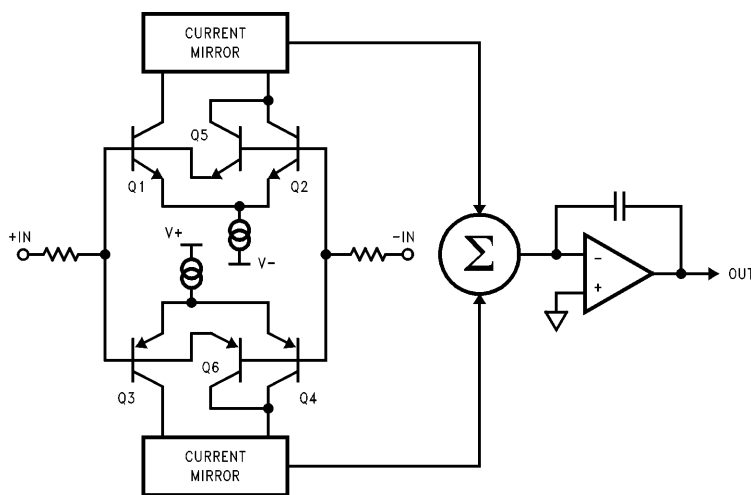 CURRENT
MIRROR
Q5
Q1
Q2
V+
+IN
-IN
V-
Σ
−
+
OUT
Q6
Q3
Q4
CURRENT
MIRROR